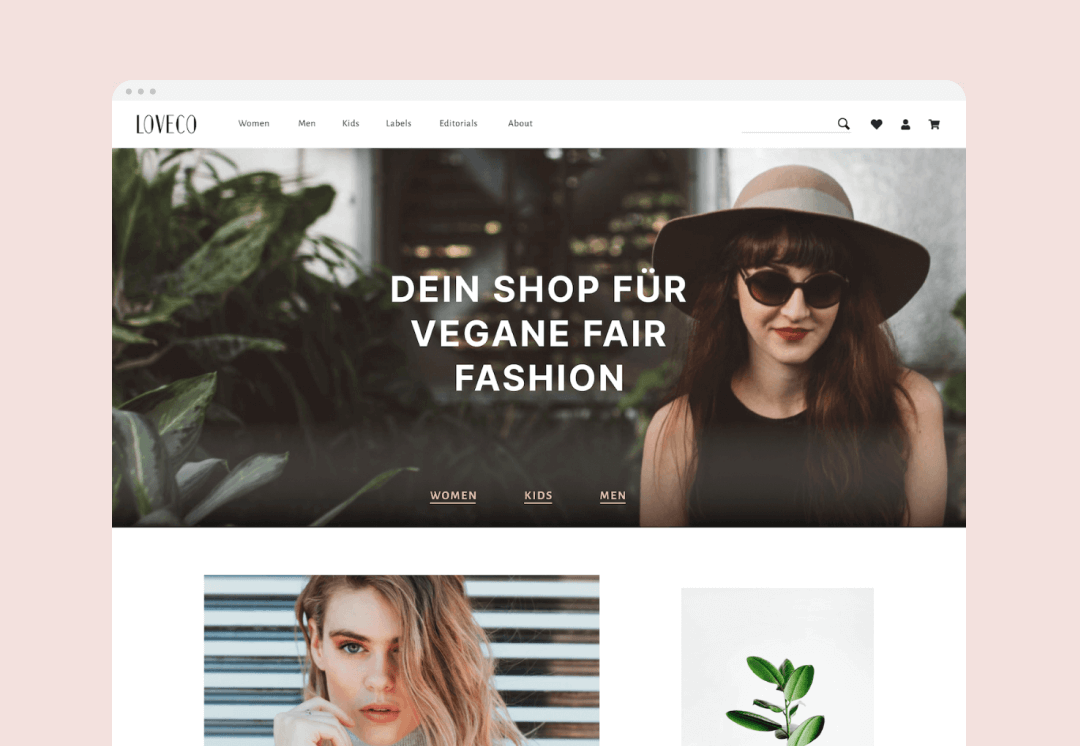 LOVECO Women Men Kids Labels Editorials About
DEIN SHOP FÜR
VEGANE FAIR
FASHION
WOMEN KIDS MEN